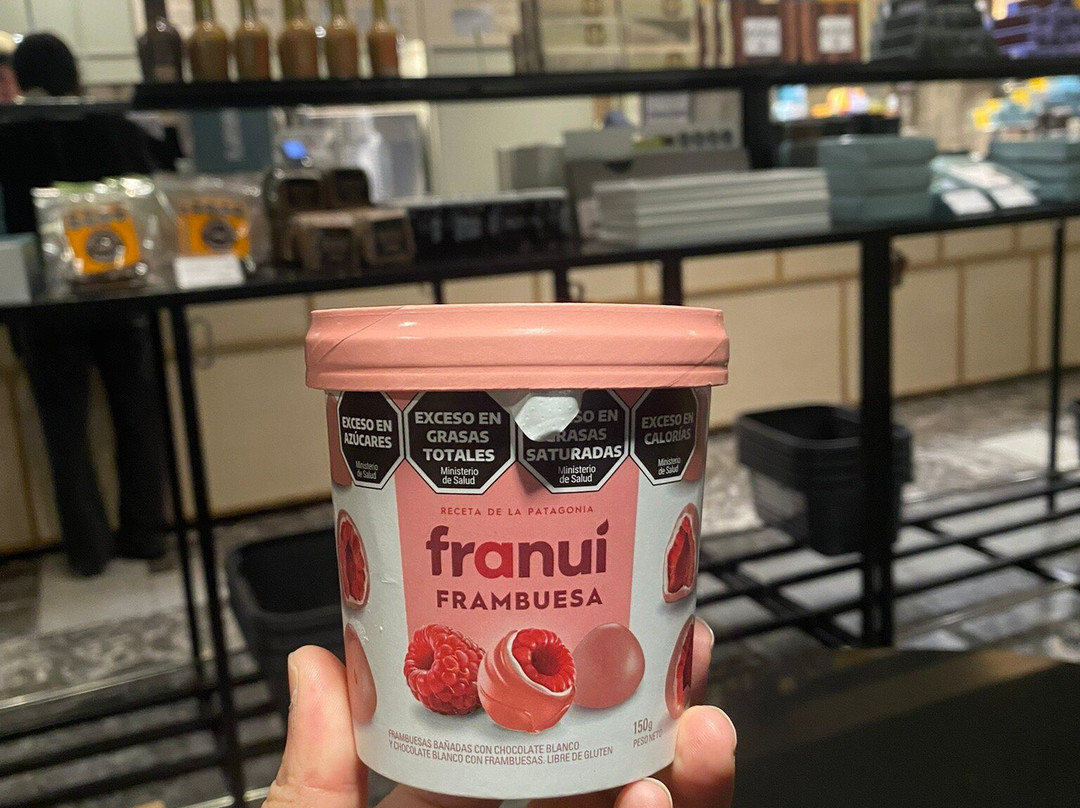 EXCESO EN
AZÚCARES
Ministerio
de Salud
EXCESO EN
GRASAS
TOTALES
Ministerio
de Salud
SO EN
RASAS
SATURADAS
Ministerio
de Salud
EXCESO EN
CALORÍAS
Ministerio
de Salud
RECETA DE LA PATAGONIA
franuí
FRAMBUESA
FRAMBUESAS BAÑADAS CON CHOCOLATE BLANCO
Y CHOCOLATE BLANCO CON FRAMBUESAS. LIBRE DE GLUTEN
150g
PESO NETO